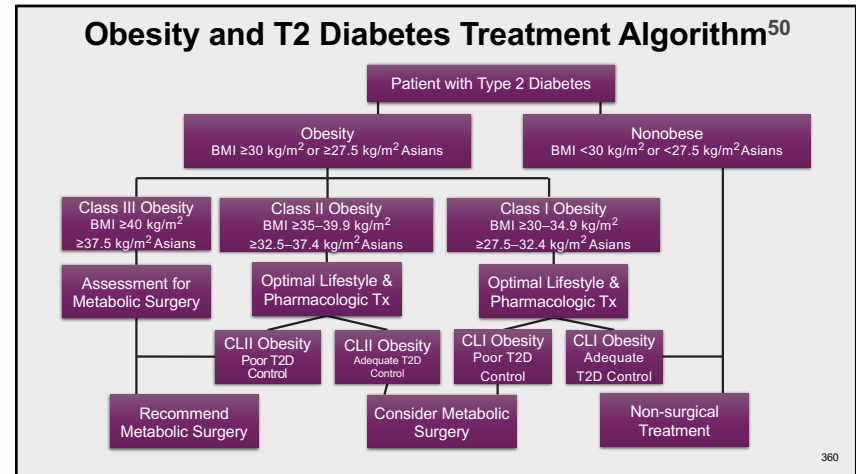 Obesity and T2 Diabetes Treatment Algorithm50
Patient with Type 2 Diabetes
Obesity
BMI ≥30 kg/m2 or ≥27.5 kg/m2 Asians
Nonobese
BMI <30 kg/m2 or <27.5 kg/m2 Asians
Class III Obesity
BMI ≥40 kg/m2
≥37.5 kg/m2 Asians
Class II Obesity
BMI ≥35–39.9 kg/m2
≥32.5–37.4 kg/m2 Asians
Class I Obesity
BMI ≥30–34.9 kg/m2
≥27.5–32.4 kg/m2 Asians
Assessment for
Metabolic Surgery
Optimal Lifestyle &
Pharmacologic Tx
Optimal Lifestyle &
Pharmacologic Tx
CLII Obesity
Poor T2D
Control
CLII Obesity
Adequate T2D
Control
CLI Obesity
Poor T2D
Control
CLI Obesity
Adequate
T2D Control
Recommend
Metabolic Surgery
Consider Metabolic
Surgery
Non-surgical
Treatment
360